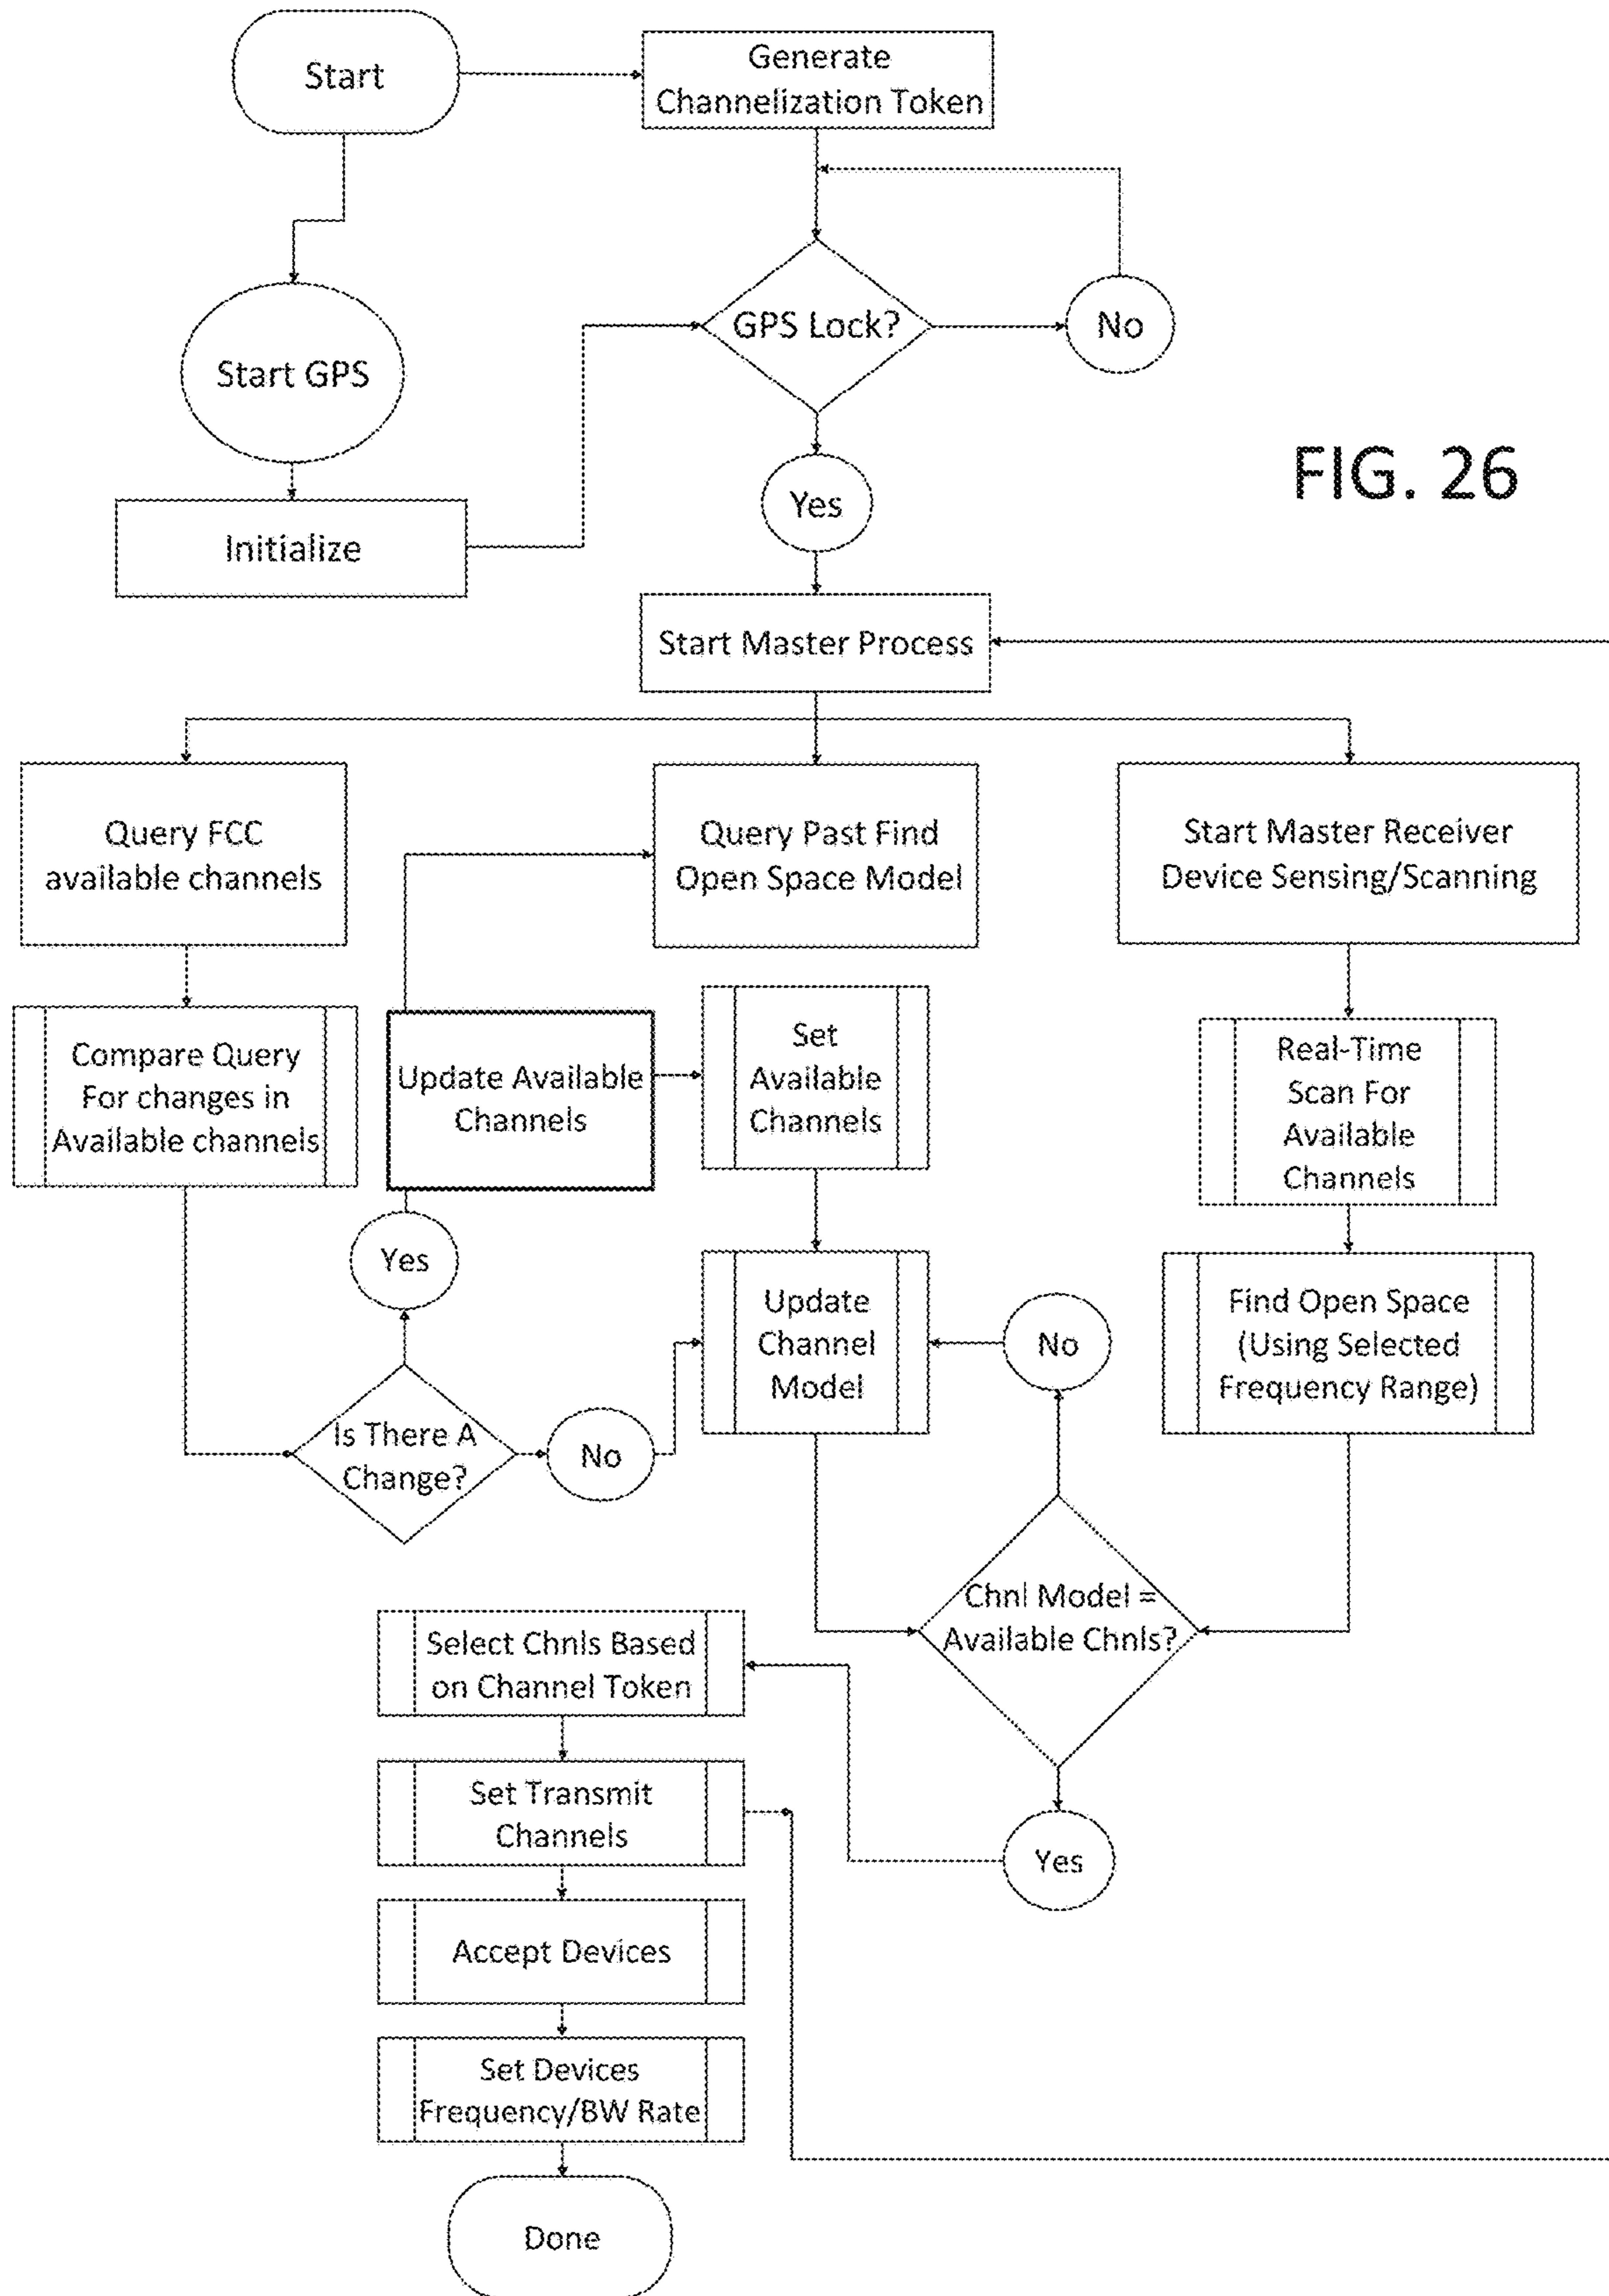 Start
Generate
Channelization Token
GPS Lock?
No
Start GPS
Yes
FIG. 26
Initialize
Start Master Process
Query FCC
available channels
Query Past Find
Open Space Model
Start Master Receiver
Device Sensing/Scanning
Compare Query
For changes in
Available channels
Update Available
Channels
Set
Available
Channels
Real-Time
Scan For
Available
Channels
Yes
Update
Channel
Model
No
Find Open Space
(Using Selected
Frequency Range)
Is There A
Change?
No
Chnl Model =
Available Chnls?
Select Chnls Based
on Channel Token
Set Transmit
Channels
Yes
Accept Devices
Set Devices
Frequency/BW Rate
Done